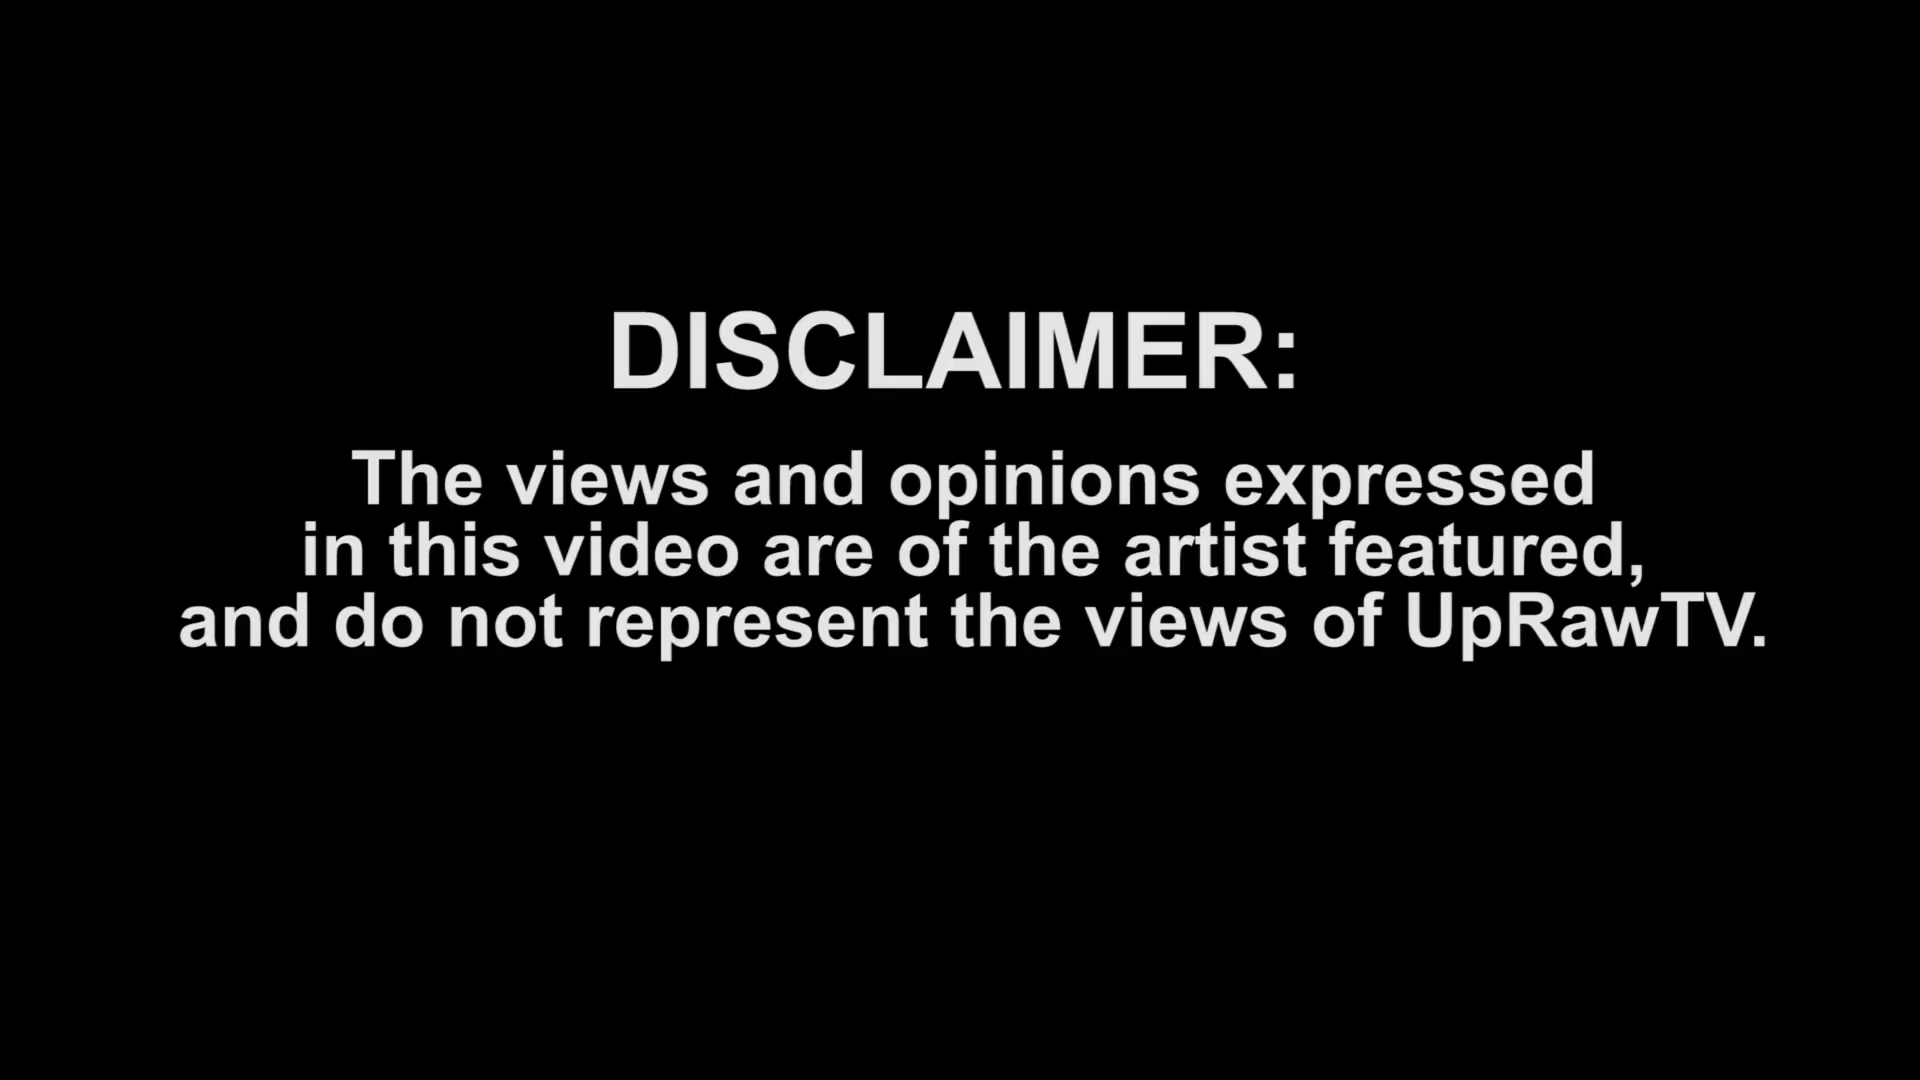 DISCLAIMER:
The views and opinions expressed
in this video are of the artist featured,
and do not represent the views of UpRawTV.